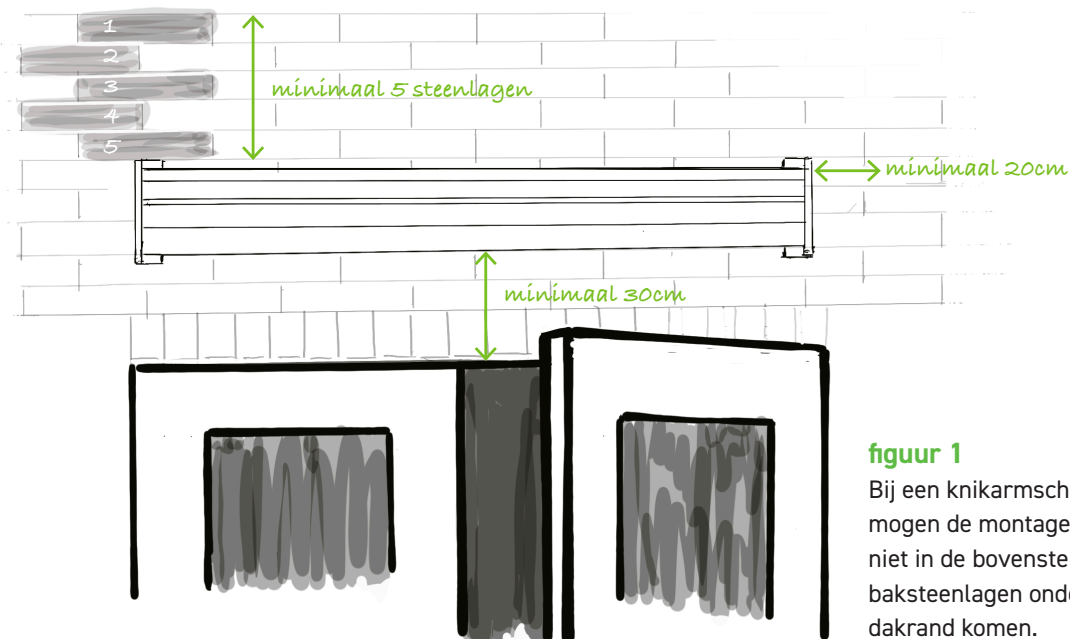 1
2
3
4
5
minimaal 5 steenlagen
minimaal 20cm
minimaal 30cm
figuur 1
Bij een knikarmsch
mogen de montage
niet in de bovenste
baksteenlagen onde
dakrand komen.